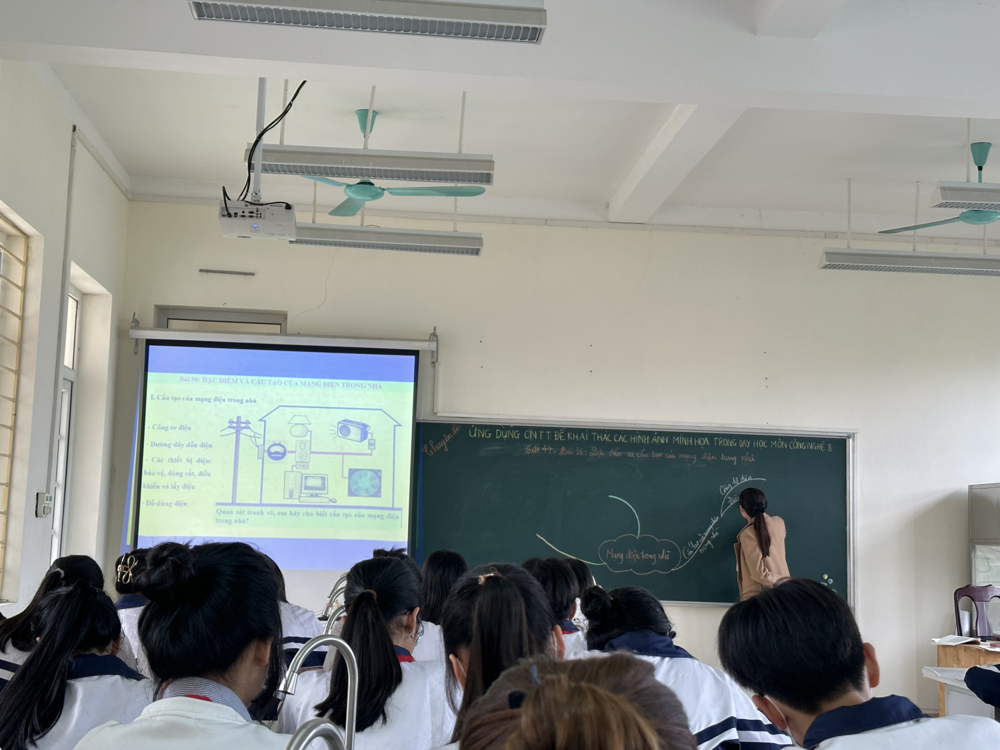 Bài 50: ĐẶC ĐIỂM VÀ CẤU TẠO CỦA MẠNG ĐIỆN TRONG NHÀ
I. Cấu tạo của mạng điện trong nhà
- Công tơ điện
- Đường dây dẫn điện
- Các thiết bị điện:
bảo vệ, đóng cắt, điều
khiển và lấy điện
- Đồ dùng điện
Quan sát tranh vẽ, em hãy cho biết cấu tạo của mạng điện
trong nhà?
Chuyên đề:
ỨNG DỤNG CNTT ĐỂ KHAI THÁC CÁC HÌNH ẢNH MINH HOẠ TRONG DẠY HỌC MÔN CÔNG NGHỆ 8
Tiết 44 - Bài 50: Đặc điểm và cấu tạo của mạng điện trong nhà
Công tơ điện
Cấu tạo của mạng điện
trong nhà
Mạng điện trong nhà